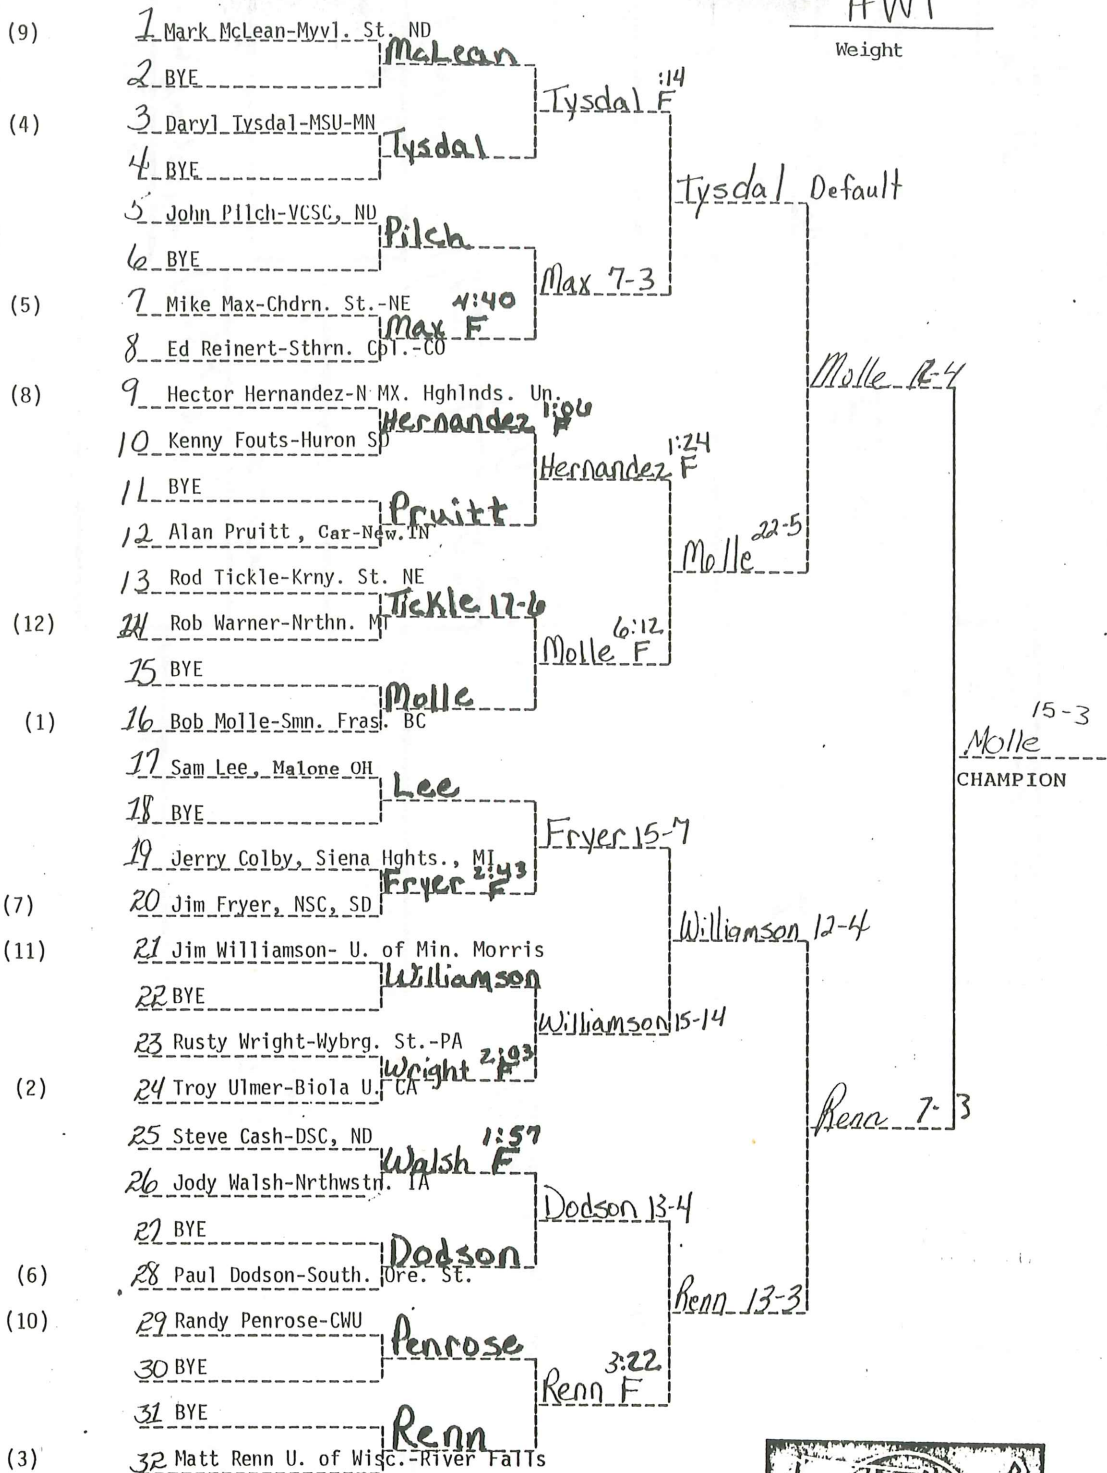 HWT
Weight
(9) 1 Mark McLean-Myvl. St. ND
McLean
2 BYE
Tysdal :14 F
(4) 3 Daryl Tysdal-MSU-MN
Tysdal
4 BYE
Tysdal Default
5 John Pilch-VCSC, ND
Pilch
6 BYE
Max 7-3
(5) 7 Mike Max-Chdrn. St.-NE
Max F 4:40
8 Ed Reinert-Sthrn. Col.-CO
Molle 12-4
(8) 9 Hector Hernandez-N MX. Hghlnds. Un.
Hernandez 1:06 F
10 Kenny Fouts-Huron SD
Hernandez 1:24 F
11 BYE
Pruitt
12 Alan Pruitt, Car-New.TN
Molle 22-5
13 Rod Tickle-Krny. St. NE
Tickle 17-6
(12) 14 Rob Warner-Nrthn. MT
Molle 6:12 F
15 BYE
Molle
(1) 16 Bob Molle-Smn. Fras. BC
Molle 15-3
CHAMPION
17 Sam Lee, Malone OH
Lee
18 BYE
Fryer 15-7
19 Jerry Colby, Siena Hghts., MI
Fryer 2:43 F
(7) 20 Jim Fryer, NSC, SD
Williamson 12-4
(11) 21 Jim Williamson- U. of Min. Morris
Williamson
22 BYE
Williamson 15-14
23 Rusty Wright-Wybrg. St.-PA
Wright 2:03 F
(2) 24 Troy Ulmer-Biola U. CA
Renn 7-3
25 Steve Cash-DSC, ND
Walsh F 1:57
26 Jody Walsh-Nrthwstn. IA
Dodson 13-4
27 BYE
Dodson
(6) 28 Paul Dodson-South. Ore. St.
Renn 13-3
(10) 29 Randy Penrose-CWU
Penrose
30 BYE
Renn F 3:22
31 BYE
Renn
(3) 32 Matt Renn U. of Wisc.-River Falls